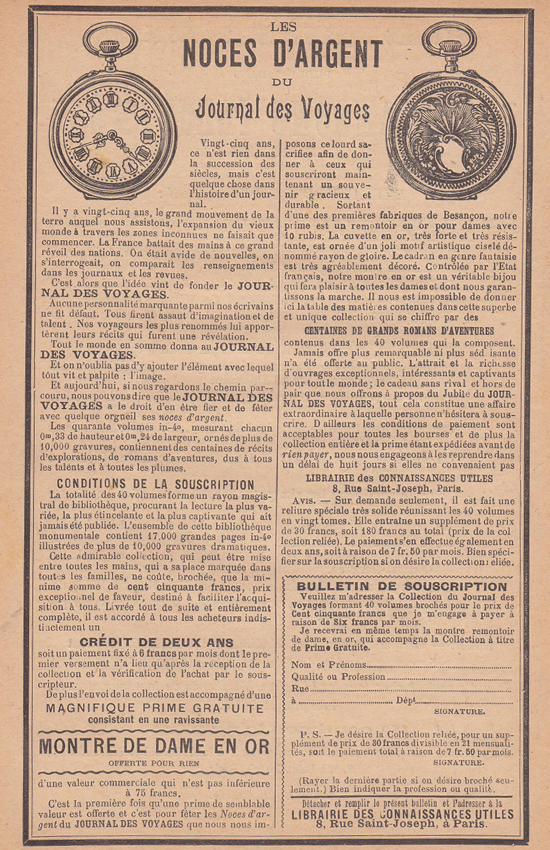 LES
NOCES D'ARGENT
DU
Journal des Voyages
Vingt-cinq ans,
ce n'est rien dans
la succession des
siècles, mais c'est
quelque chose dans
l'histoire d'un jour-
nal.
Il y a vingt-cinq ans, le grand mouvement de la
terre auquel nous assistons, l'expansion du vieux
monde à travers les zones inconnues ne faisait que
commencer. La France battait des mains à ce grand
réveil des nations. On était avide de nouvelles, on
s'interrogeait, on comparait les renseignements
dans les journaux et les revues.
C'est alors que l'idée vint de fonder le JOUR-
NAL DES VOYAGES.
Aucune personnalité marquante parmi nos écrivains
ne fit défaut. Tous firent assaut d'imagination et de
talent. Nos voyageurs les plus renommés lui appor-
tèrent leurs récits qui furent une révélation.
Tout le monde en somme donna au JOURNAL
DES VOYAGES.
Et on n'oublia pas d'y ajouter l'élément avec lequel
tout vit et palpite : l'image.
Et aujourd'hui, si nous regardons le chemin par-
couru, nous pouvons dire que le JOURNAL DES
VOYAGES a le droit d'en être fier et de fêter
avec quelque orgueil ses noces d'argent.
Les quarante volumes in-4o, mesurant chacun
0m,33 de hauteur et 0m,24 de largeur, ornés de plus de
10,000 gravures, contiennent des centaines de récits
d'explorations, de romans d'aventures, dus à tous
les talents et à toutes les plumes.
CONDITIONS DE LA SOUSCRIPTION
La totalité des 40 volumes forme un rayon magis-
tral de bibliothèque, procurant la lecture la plus va-
riée, la plus étincelante et la plus captivante qui ait
jamais été publiée. L'ensemble de cette bibliothèque
monumentale contient 17,000 grandes pages in-4o
illustrées de plus de 10,000 gravures dramatiques.
Cette admirable collection, qui peut être mise
entre toutes les mains, qui a sa place marquée dans
toutes les familles, ne coûte, brochée, que la mi-
nime somme de cent cinquante francs, prix
exceptionnel de faveur, destiné à faciliter l'acqui-
sition à tous. Livrée tout de suite et entièrement
complète, il est accordé à tous les acheteurs indis-
tinctement un
CRÉDIT DE DEUX ANS
soit un paiement fixé à 6 francs par mois dont le pre-
mier versement n'a lieu qu'après la réception de la
collection et la vérification de l'achat par le sous-
cripteur.
De plus l'envoi de la collection est accompagné d'une
MAGNIFIQUE PRIME GRATUITE
consistant en une ravissante
MONTRE DE DAME EN OR
OFFERTE POUR RIEN
d'une valeur commerciale qui n'est pas inférieure
à 75 francs.
C'est la première fois qu'une prime de semblable
valeur est offerte et c'est pour fêter les Noces d'ar-
gent du JOURNAL DES VOYAGES que nous nous im-
posons ce lourd sa-
crifice afin de don-
ner à ceux qui
souscriront main-
tenant un souve-
nir gracieux et
durable. Sortant
d'une des premières fabriques de Besançon, notre
prime est un remontoir en or pour dames avec
10 rubis. La cuvette en or, très forte et très résis-
tante, est ornée d'un joli motif artistique ciselé dé-
nommé rayon de gloire. Le cadran en genre fantaisie
est très agréablement décoré. Contrôlée par l'Etat
français, notre montre en or est un véritable bijou
qui fera plaisir à toutes les dames et dont nous garan-
tissons la marche. Il nous est impossible de donner
ici la table des matières contenues dans cette superbe
et unique collection qui se chiffre par des
CENTAINES DE GRANDS ROMANS D'AVENTURES
contenus dans les 40 volumes qui la composent.
Jamais offre plus remarquable ni plus séduisante
n'a été offerte au public. L'attrait et la richesse
d'ouvrages exceptionnels, intéressants et captivants
pour tout le monde ; le cadeau sans rival et hors de
pair que nous offrons à propos du Jubilé du JOUR-
NAL DES VOYAGES, tout cela constitue une affaire
extraordinaire à laquelle personne n'hésitera à sous-
crire. D'ailleurs les conditions de paiement sont
acceptables pour toutes les bourses et de plus la
collection entière et la prime étant expédiées avant de
rien payer, nous nous engageons à les reprendre dans
un délai de huit jours si elles ne convenaient pas
LIBRAIRIE des CONNAISSANCES UTILES
8, Rue Saint-Joseph, Paris.
AVIS. — Sur demande seulement, il est fait une
reliure spéciale très solide réunissant les 40 volumes
en vingt tomes. Elle entraîne un supplément de prix
de 30 francs, soit 180 francs au total (prix de la col-
lection reliée). Le paiement s'en effectue également en
deux ans, soit à raison de 7 fr. 50 par mois. Bien spéci-
fier sur la souscription si on désire la collection reliée.
BULLETIN DE SOUSCRIPTION
Veuillez m'adresser la Collection du Journal des
Voyages formant 40 volumes brochés pour le prix de
Cent cinquante francs que je m'engage à payer à
raison de Six francs par mois.
Je recevrai en même temps la montre remontoir
de dame, en or, qui accompagne la Collection à titre
de Prime Gratuite.
Nom et Prénoms
Qualité ou Profession
Rue
à Dépt
SIGNATURE.
P. S. — Je désire la Collection reliée, pour un sup-
plément de prix de 30 francs divisible en 21 mensuali-
tés, soit le paiement total à raison de 7 fr. 50 par mois.
SIGNATURE.
(Rayer la dernière partie si on désire broché seu-
lement.) Bien indiquer la profession ou qualité.
Détacher et remplir le présent bulletin et l'adresser à la
LIBRAIRIE DES CONNAISSANCES UTILES
8, Rue Saint-Joseph, à Paris.